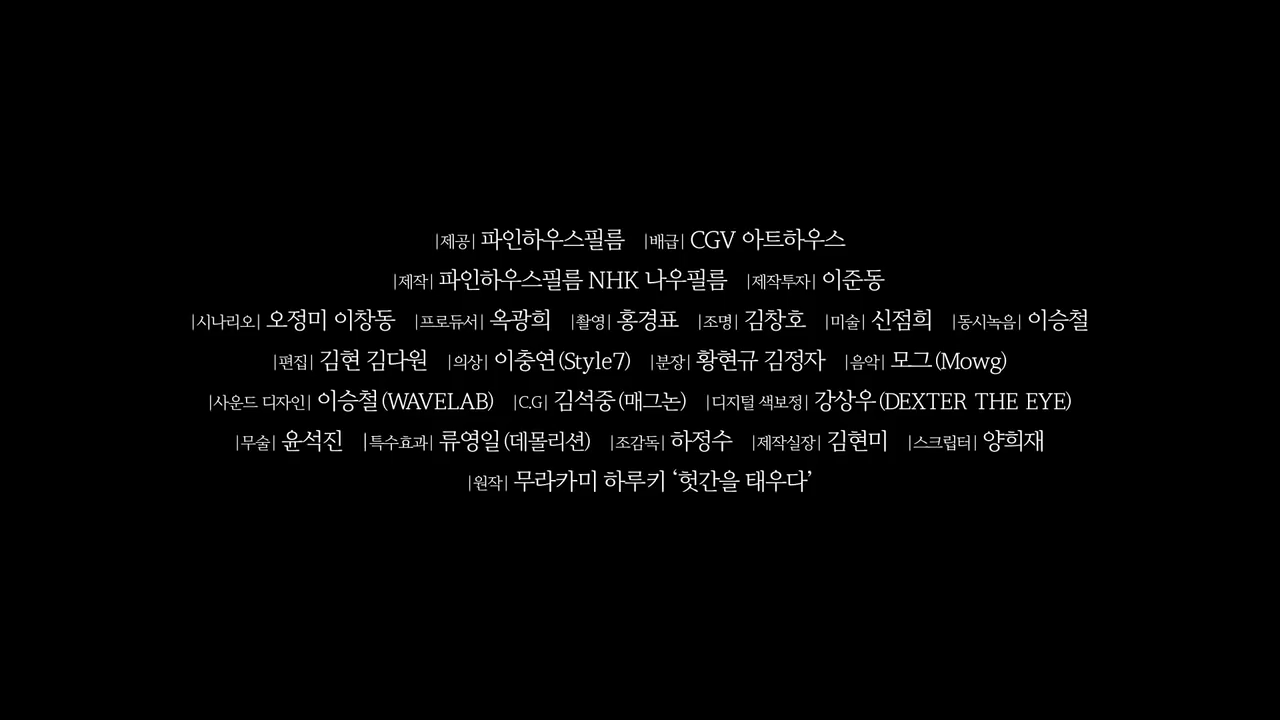 |제공| 파인하우스필름 |배급| CGV 아트하우스
|제작| 파인하우스필름 NHK 나우필름 |제작투자| 이준동
|시나리오| 오정미 이창동 |프로듀서| 옥광희 |촬영| 홍경표 |조명| 김창호 |미술| 신점희 |동시녹음| 이승철
|편집| 김현 김다원 |의상| 이충연(Style7) |분장| 황현규 김정자 |음악| 모그(Mowg)
|사운드 디자인| 이승철(WAVELAB) |C.G| 김석중(매그논) |디지털 색보정| 강상우(DEXTER THE EYE)
|무술| 윤석진 |특수효과| 류영일(데몰리션) |조감독| 하정수 |제작실장| 김현미 |스크립터| 양희재
|원작| 무라카미 하루키 ‘헛간을 태우다’